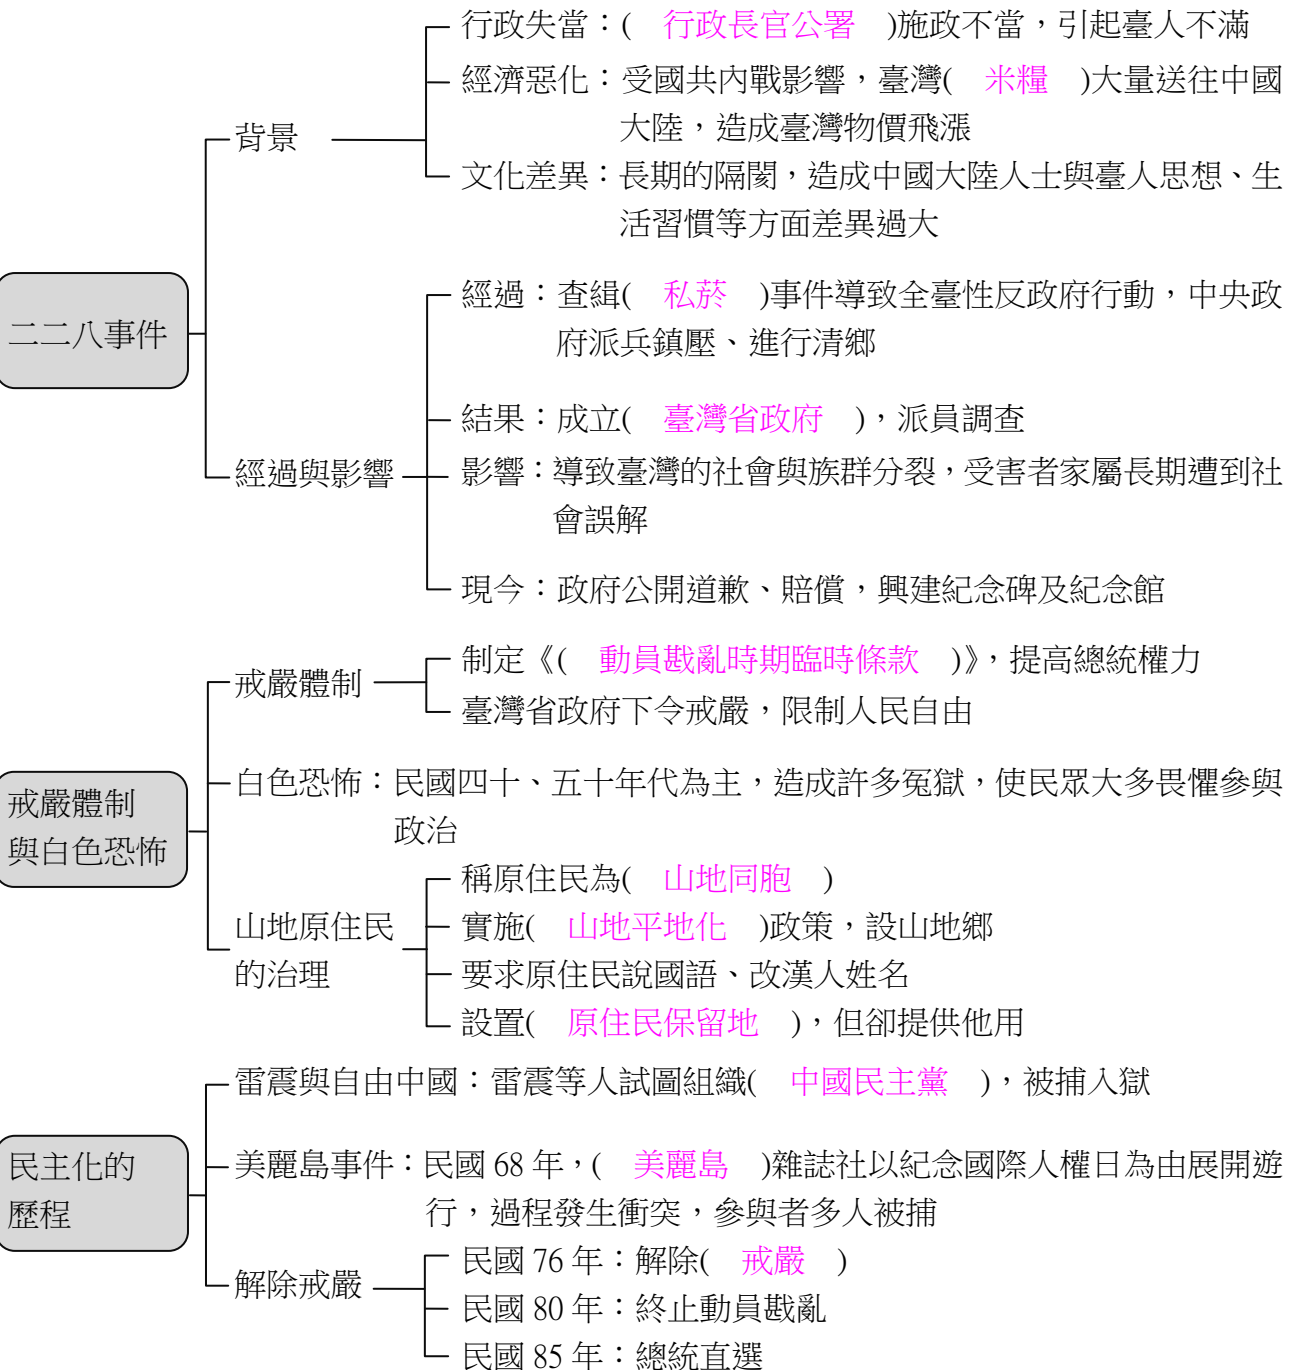 二二八事件
背景
行政失當：( 行政長官公署 )施政不當，引起臺人不滿
經濟惡化：受國共內戰影響，臺灣( 米糧 )大量送往中國
大陸，造成臺灣物價飛漲
文化差異：長期的隔閡，造成中國大陸人士與臺人思想、生
活習慣等方面差異過大
經過與影響
經過：查緝( 私菸 )事件導致全臺性反政府行動，中央政
府派兵鎮壓、進行清鄉
結果：成立( 臺灣省政府 )，派員調查
影響：導致臺灣的社會與族群分裂，受害者家屬長期遭到社
會誤解
現今：政府公開道歉、賠償，興建紀念碑及紀念館
戒嚴體制
與白色恐怖
戒嚴體制
制定《( 動員戡亂時期臨時條款 )》，提高總統權力
臺灣省政府下令戒嚴，限制人民自由
白色恐怖：民國四十、五十年代為主，造成許多冤獄，使民眾大多畏懼參與
政治
山地原住民
的治理
稱原住民為( 山地同胞 )
實施( 山地平地化 )政策，設山地鄉
要求原住民說國語、改漢人姓名
設置( 原住民保留地 )，但卻提供他用
民主化的
歷程
雷震與自由中國：雷震等人試圖組織( 中國民主黨 )，被捕入獄
美麗島事件：民國 68 年，( 美麗島 )雜誌社以紀念國際人權日為由展開遊
行，過程發生衝突，參與者多人被捕
解除戒嚴
民國 76 年：解除( 戒嚴 )
民國 80 年：終止動員戡亂
民國 85 年：總統直選